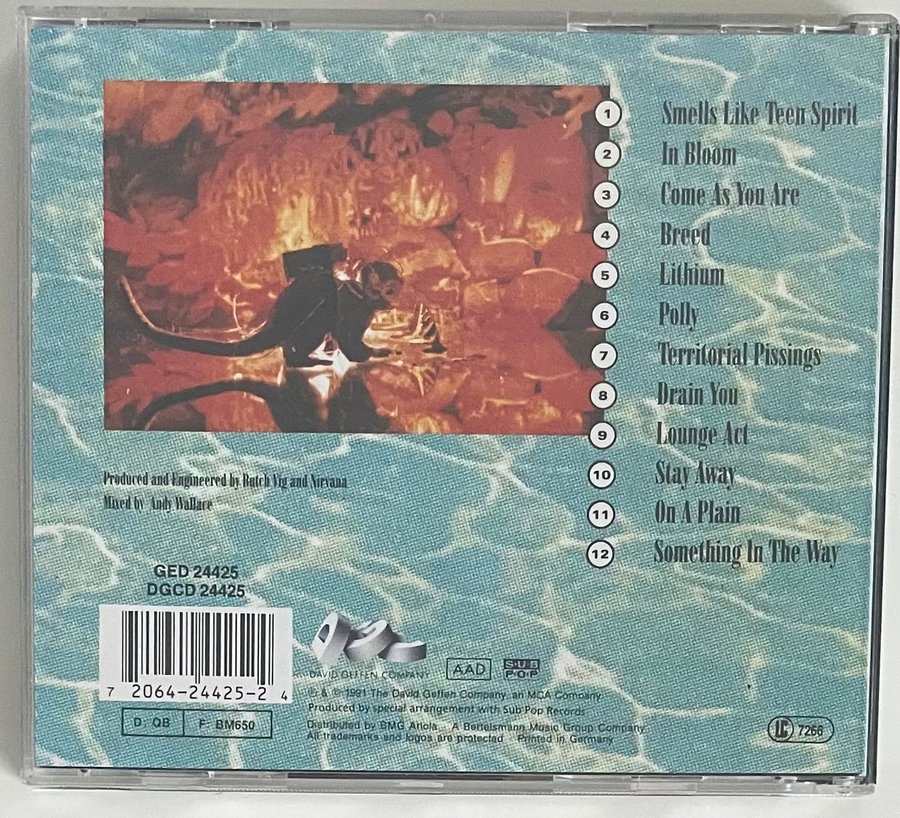 1 Smells Like Teen Spirit
2 In Bloom
3 Come As You Are
4 Breed
5 Lithium
6 Polly
7 Territorial Pissings
8 Drain You
9 Lounge Act
10 Stay Away
11 On A Plain
12 Something In The Way
Produced and Engineered by Butch Vig and Nirvana
Mixed by Andy Wallace
GED 24425
DGCD 24425
7 2064-24425-2 4
D: QB F: BM650
DAVID GEFFEN COMPANY
AAD
SUB POP
℗ & © 1991 The David Geffen Company, an MCA Company
Produced by special arrangement with Sub Pop Records
Distributed by BMG Ariola. A Bertelsmann Music Group Company
All trademarks and logos are protected Printed in Germany
LC 7266